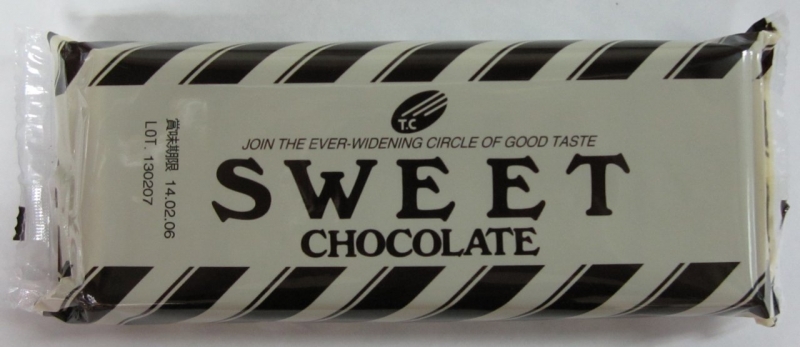 T.C
JOIN THE EVER-WIDENING CIRCLE OF GOOD TASTE
SWEET
CHOCOLATE
賞味期限 14.02.06
LOT. 130207